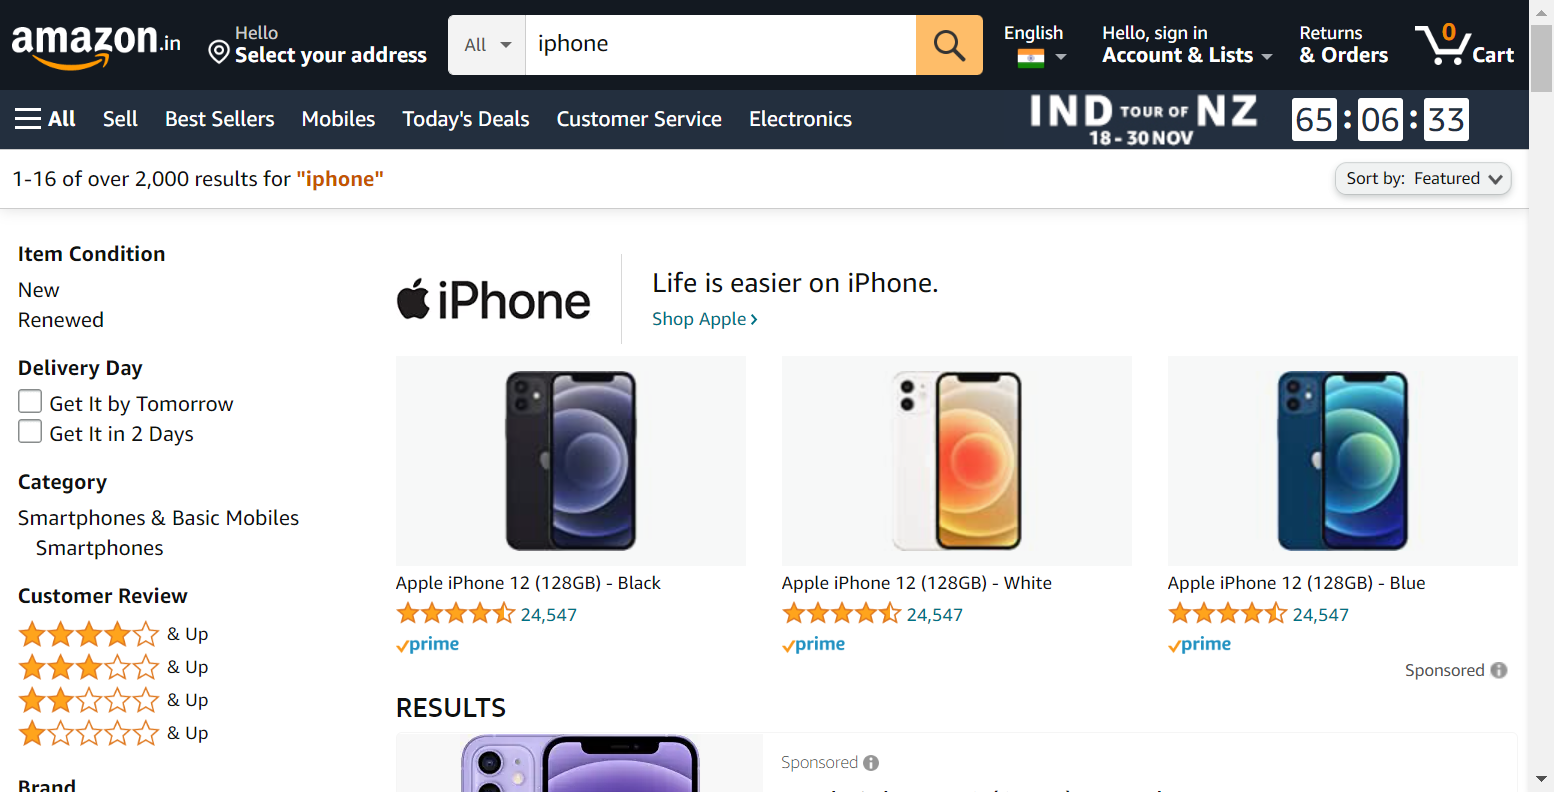 amazon.in
Hello
Select your address
All
iphone
English
Hello, sign in
Account & Lists
Returns
& Orders
0
Cart
All
Sell
Best Sellers
Mobiles
Today's Deals
Customer Service
Electronics
IND TOUR OF NZ
18 - 30 NOV
65 : 06 : 33
1-16 of over 2,000 results for "iphone"
Sort by: Featured
Item Condition
New
Renewed
Delivery Day
Get It by Tomorrow
Get It in 2 Days
Category
Smartphones & Basic Mobiles
Smartphones
Customer Review
& Up
& Up
& Up
& Up
Brand
iPhone
Life is easier on iPhone.
Shop Apple ›
Apple iPhone 12 (128GB) - Black
24,547
prime
Apple iPhone 12 (128GB) - White
24,547
prime
Apple iPhone 12 (128GB) - Blue
24,547
prime
Sponsored
RESULTS
Sponsored